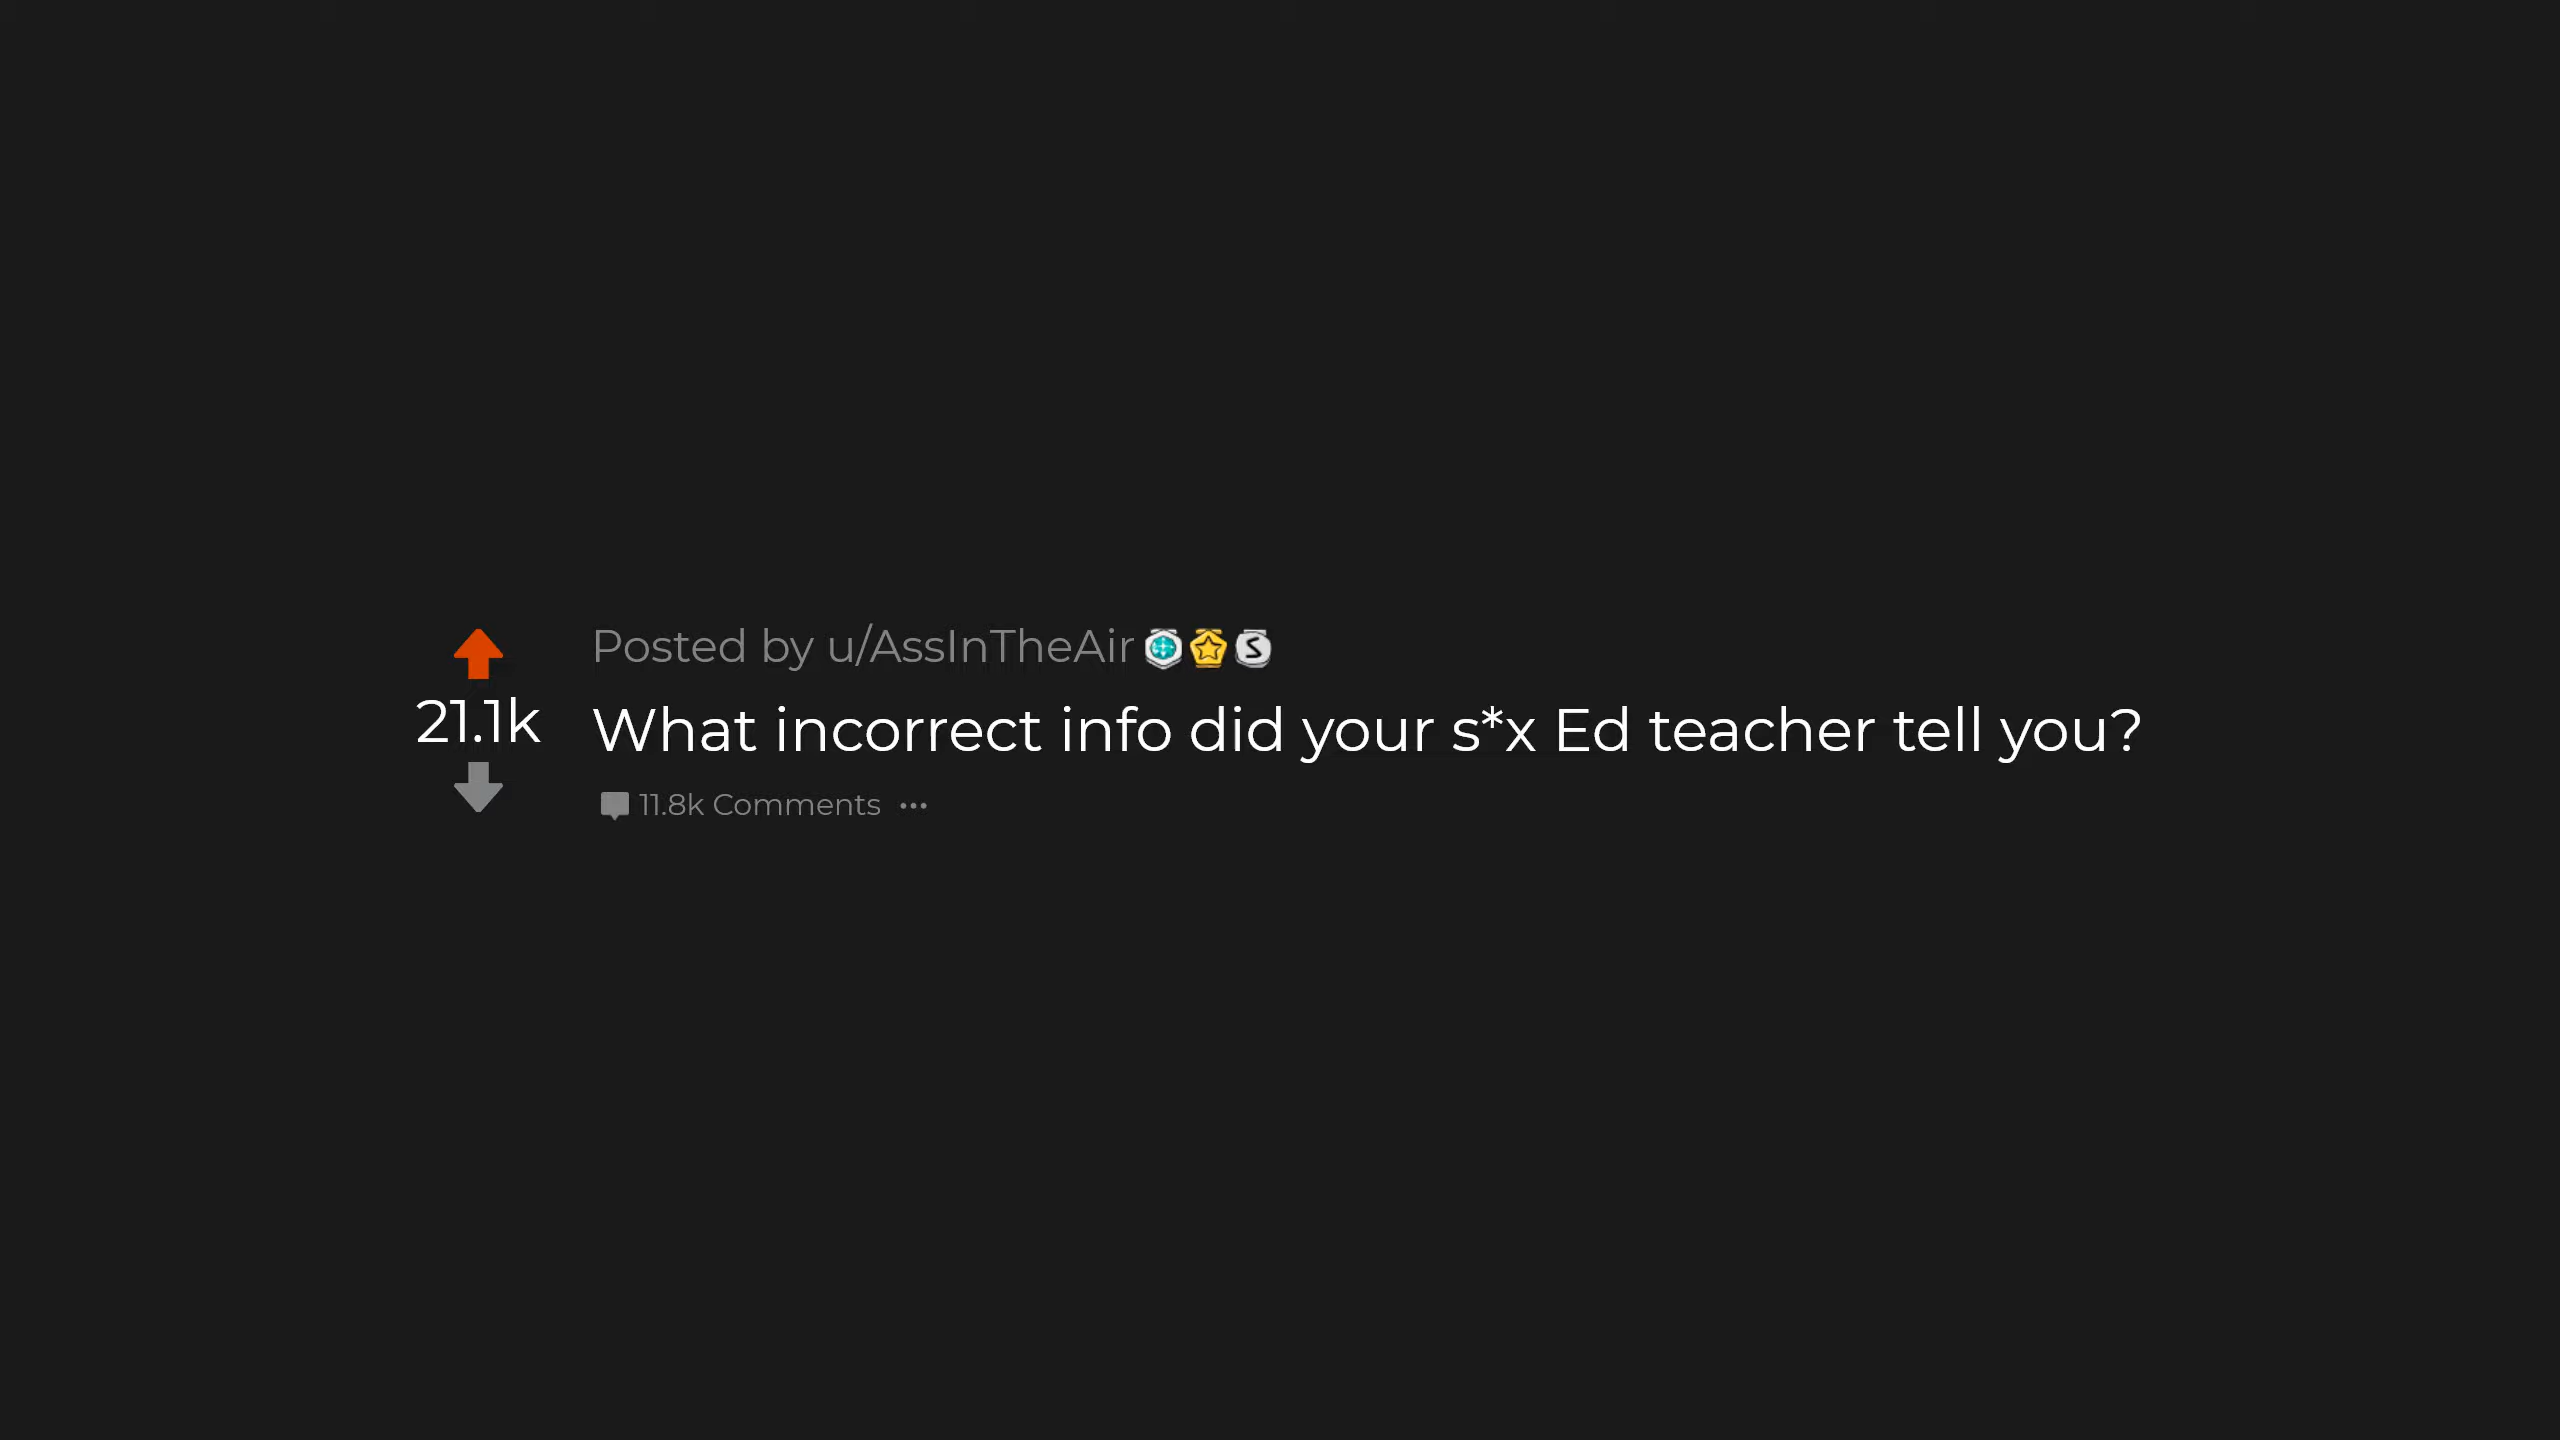 Posted by u/AssInTheAir
21.1k
What incorrect info did your s*x Ed teacher tell you?
11.8k Comments ...